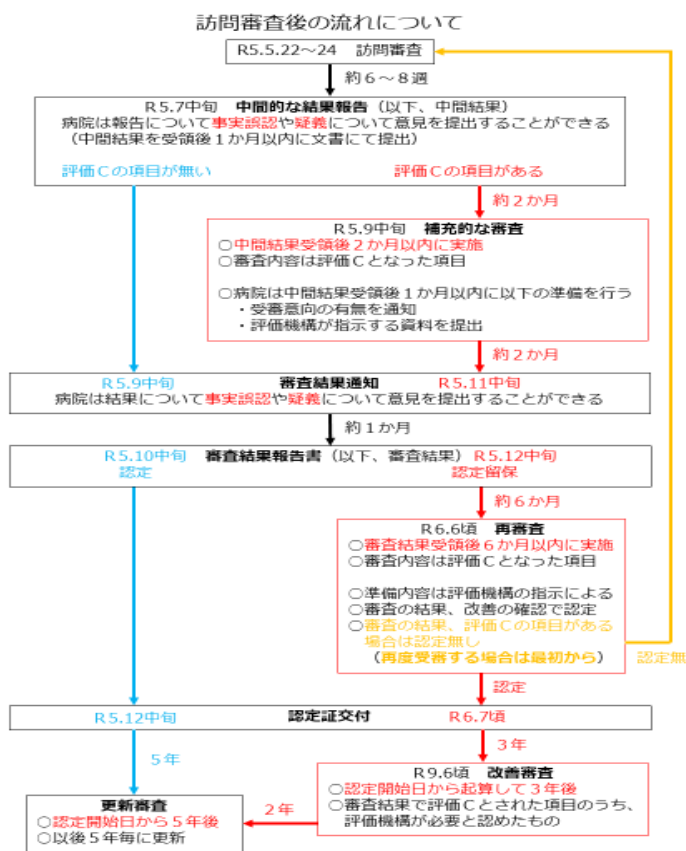 訪問審査後の流れについて
R5.5.22～24　訪問審査
約６～８週
R5.7中旬　中間的な結果報告（以下、中間結果）
病院は報告について事実誤認や疑義について意見を提出することができる
（中間結果を受領後１か月以内に文書にて提出）
評価Ｃの項目が無い　評価Ｃの項目がある
約２か月
R5.9中旬　補充的な審査
○中間結果受領後２か月以内に実施
○審査内容は評価Ｃとなった項目
○病院は中間結果受領後１か月以内に以下の準備を行う
・受審意向の有無を通知
・評価機構が指示する資料を提出
約２か月
R5.9中旬　審査結果通知　R5.11中旬
病院は結果について事実誤認や疑義について意見を提出することができる
約１か月
R5.10中旬　審査結果報告書（以下、審査結果）R5.12中旬
認定　認定留保
約６か月
R6.6頃　再審査
○審査結果受領後６か月以内に実施
○審査内容は評価Ｃとなった項目
○準備内容は評価機構の指示による
○審査の結果、改善の確認で認定
○審査の結果、評価Ｃの項目がある
場合は認定無し
（再度受審する場合は最初から）
認定無
認定
R5.12中旬　認定証交付　R6.7頃
５年
３年
R9.6頃　改善審査
○認定開始日から起算して３年後
○審査結果で評価Ｃとされた項目のうち、
評価機構が必要と認めたもの
２年
更新審査
○認定開始日から５年後
○以後５年毎に更新